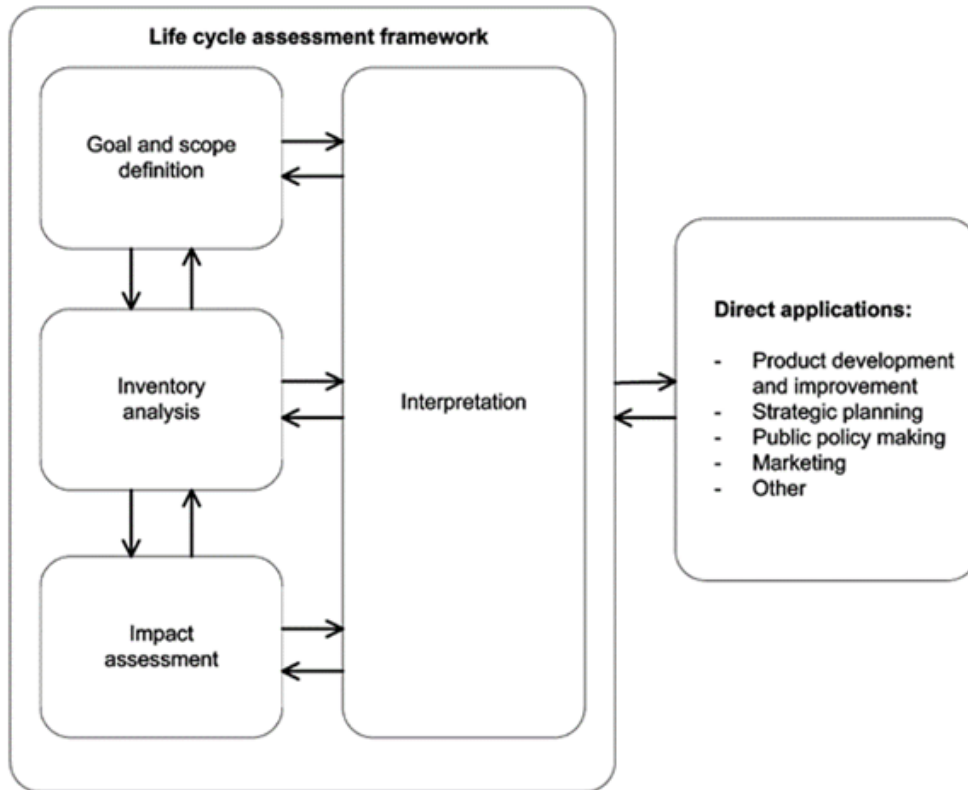 Life cycle assessment framework
Goal and scope
definition
Inventory
analysis
Impact
assessment
Interpretation
Direct applications:
- Product development
and improvement
- Strategic planning
- Public policy making
- Marketing
- Other